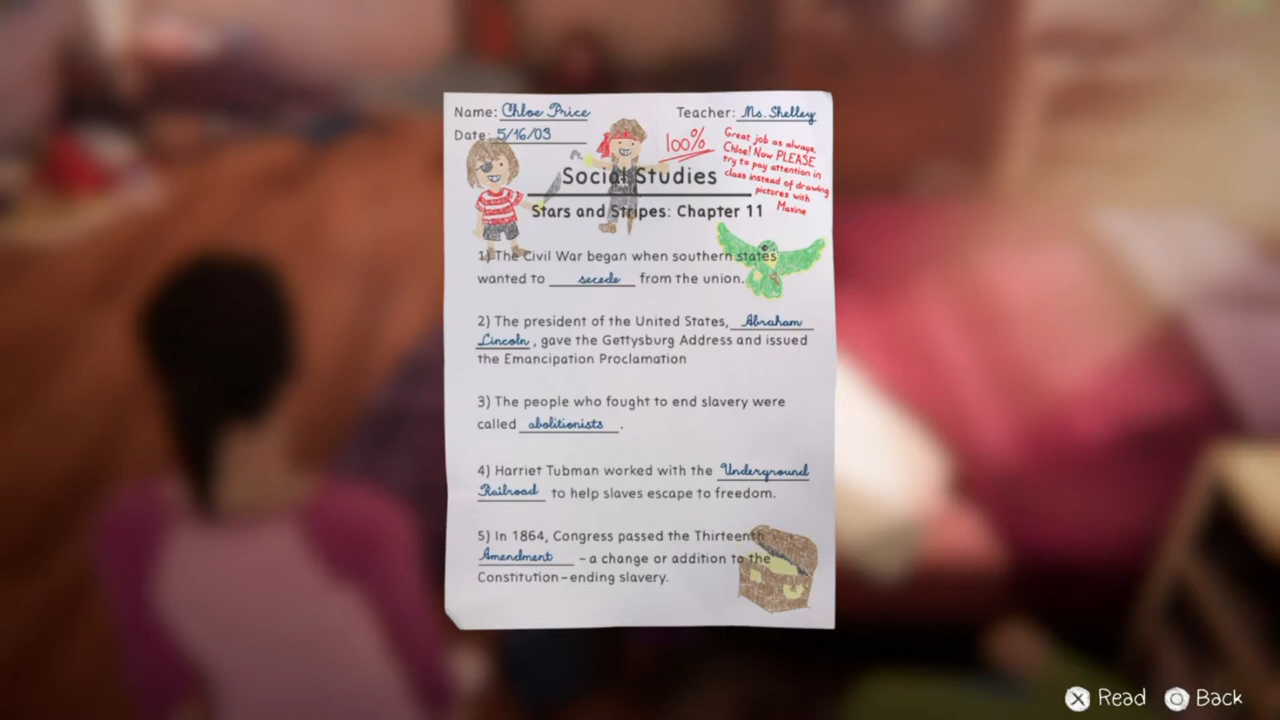 Name: Chloe Price
Teacher: Ms. Shelley
Date: 5/16/03
100%
Great job as always,
Chloe! Now PLEASE
try to pay attention in
class instead of drawing
pictures with
Maxine
Social Studies
Stars and Stripes: Chapter 11
1) The Civil War began when southern states
wanted to secede from the union.
2) The president of the United States, Abraham
Lincoln, gave the Gettysburg Address and issued
the Emancipation Proclamation
3) The people who fought to end slavery were
called abolitionists.
4) Harriet Tubman worked with the Underground
Railroad to help slaves escape to freedom.
5) In 1864, Congress passed the Thirteenth
Amendment - a change or addition to the
Constitution-ending slavery.
X Read
Back